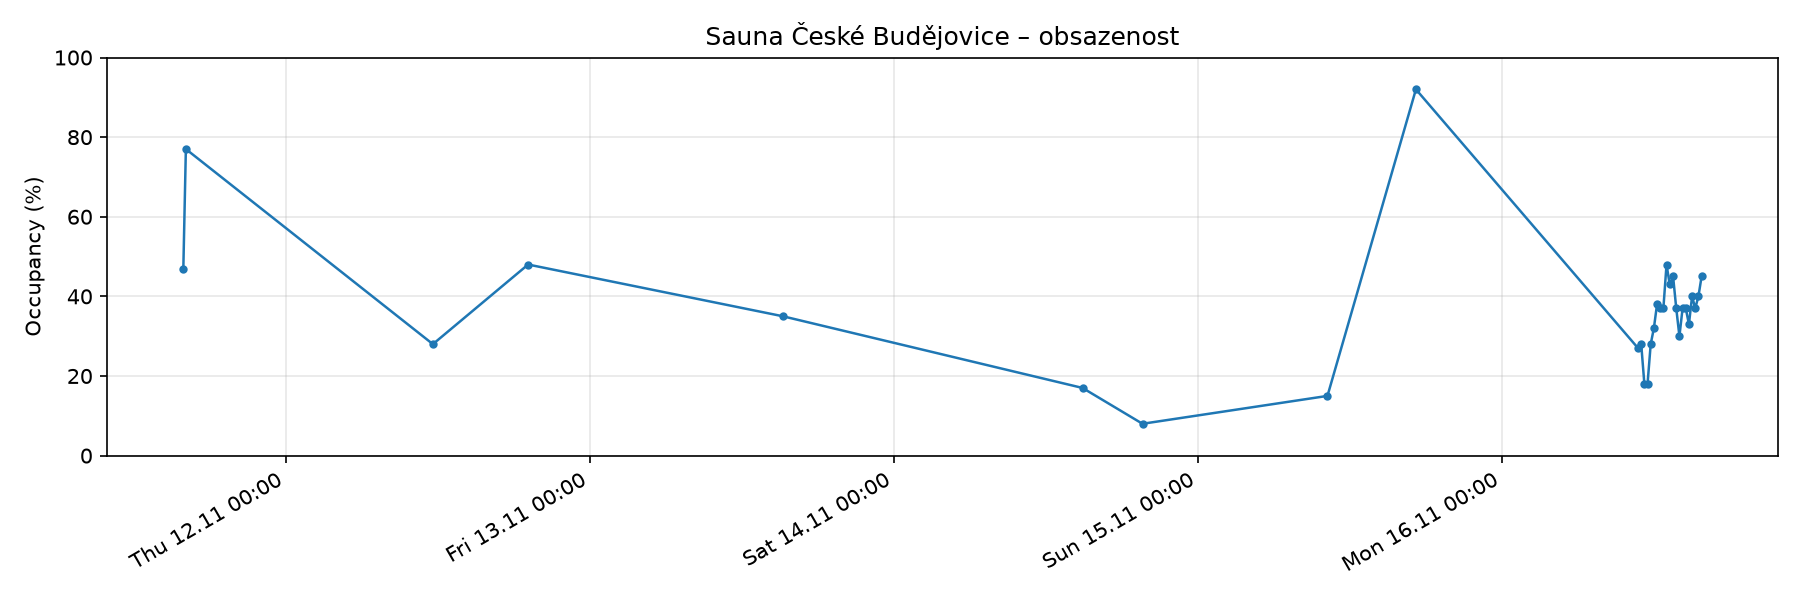 Sauna České Budějovice – obsazenost
Occupancy (%)
100
80
60
40
20
0
Thu 12.11 00:00
Fri 13.11 00:00
Sat 14.11 00:00
Sun 15.11 00:00
Mon 16.11 00:00